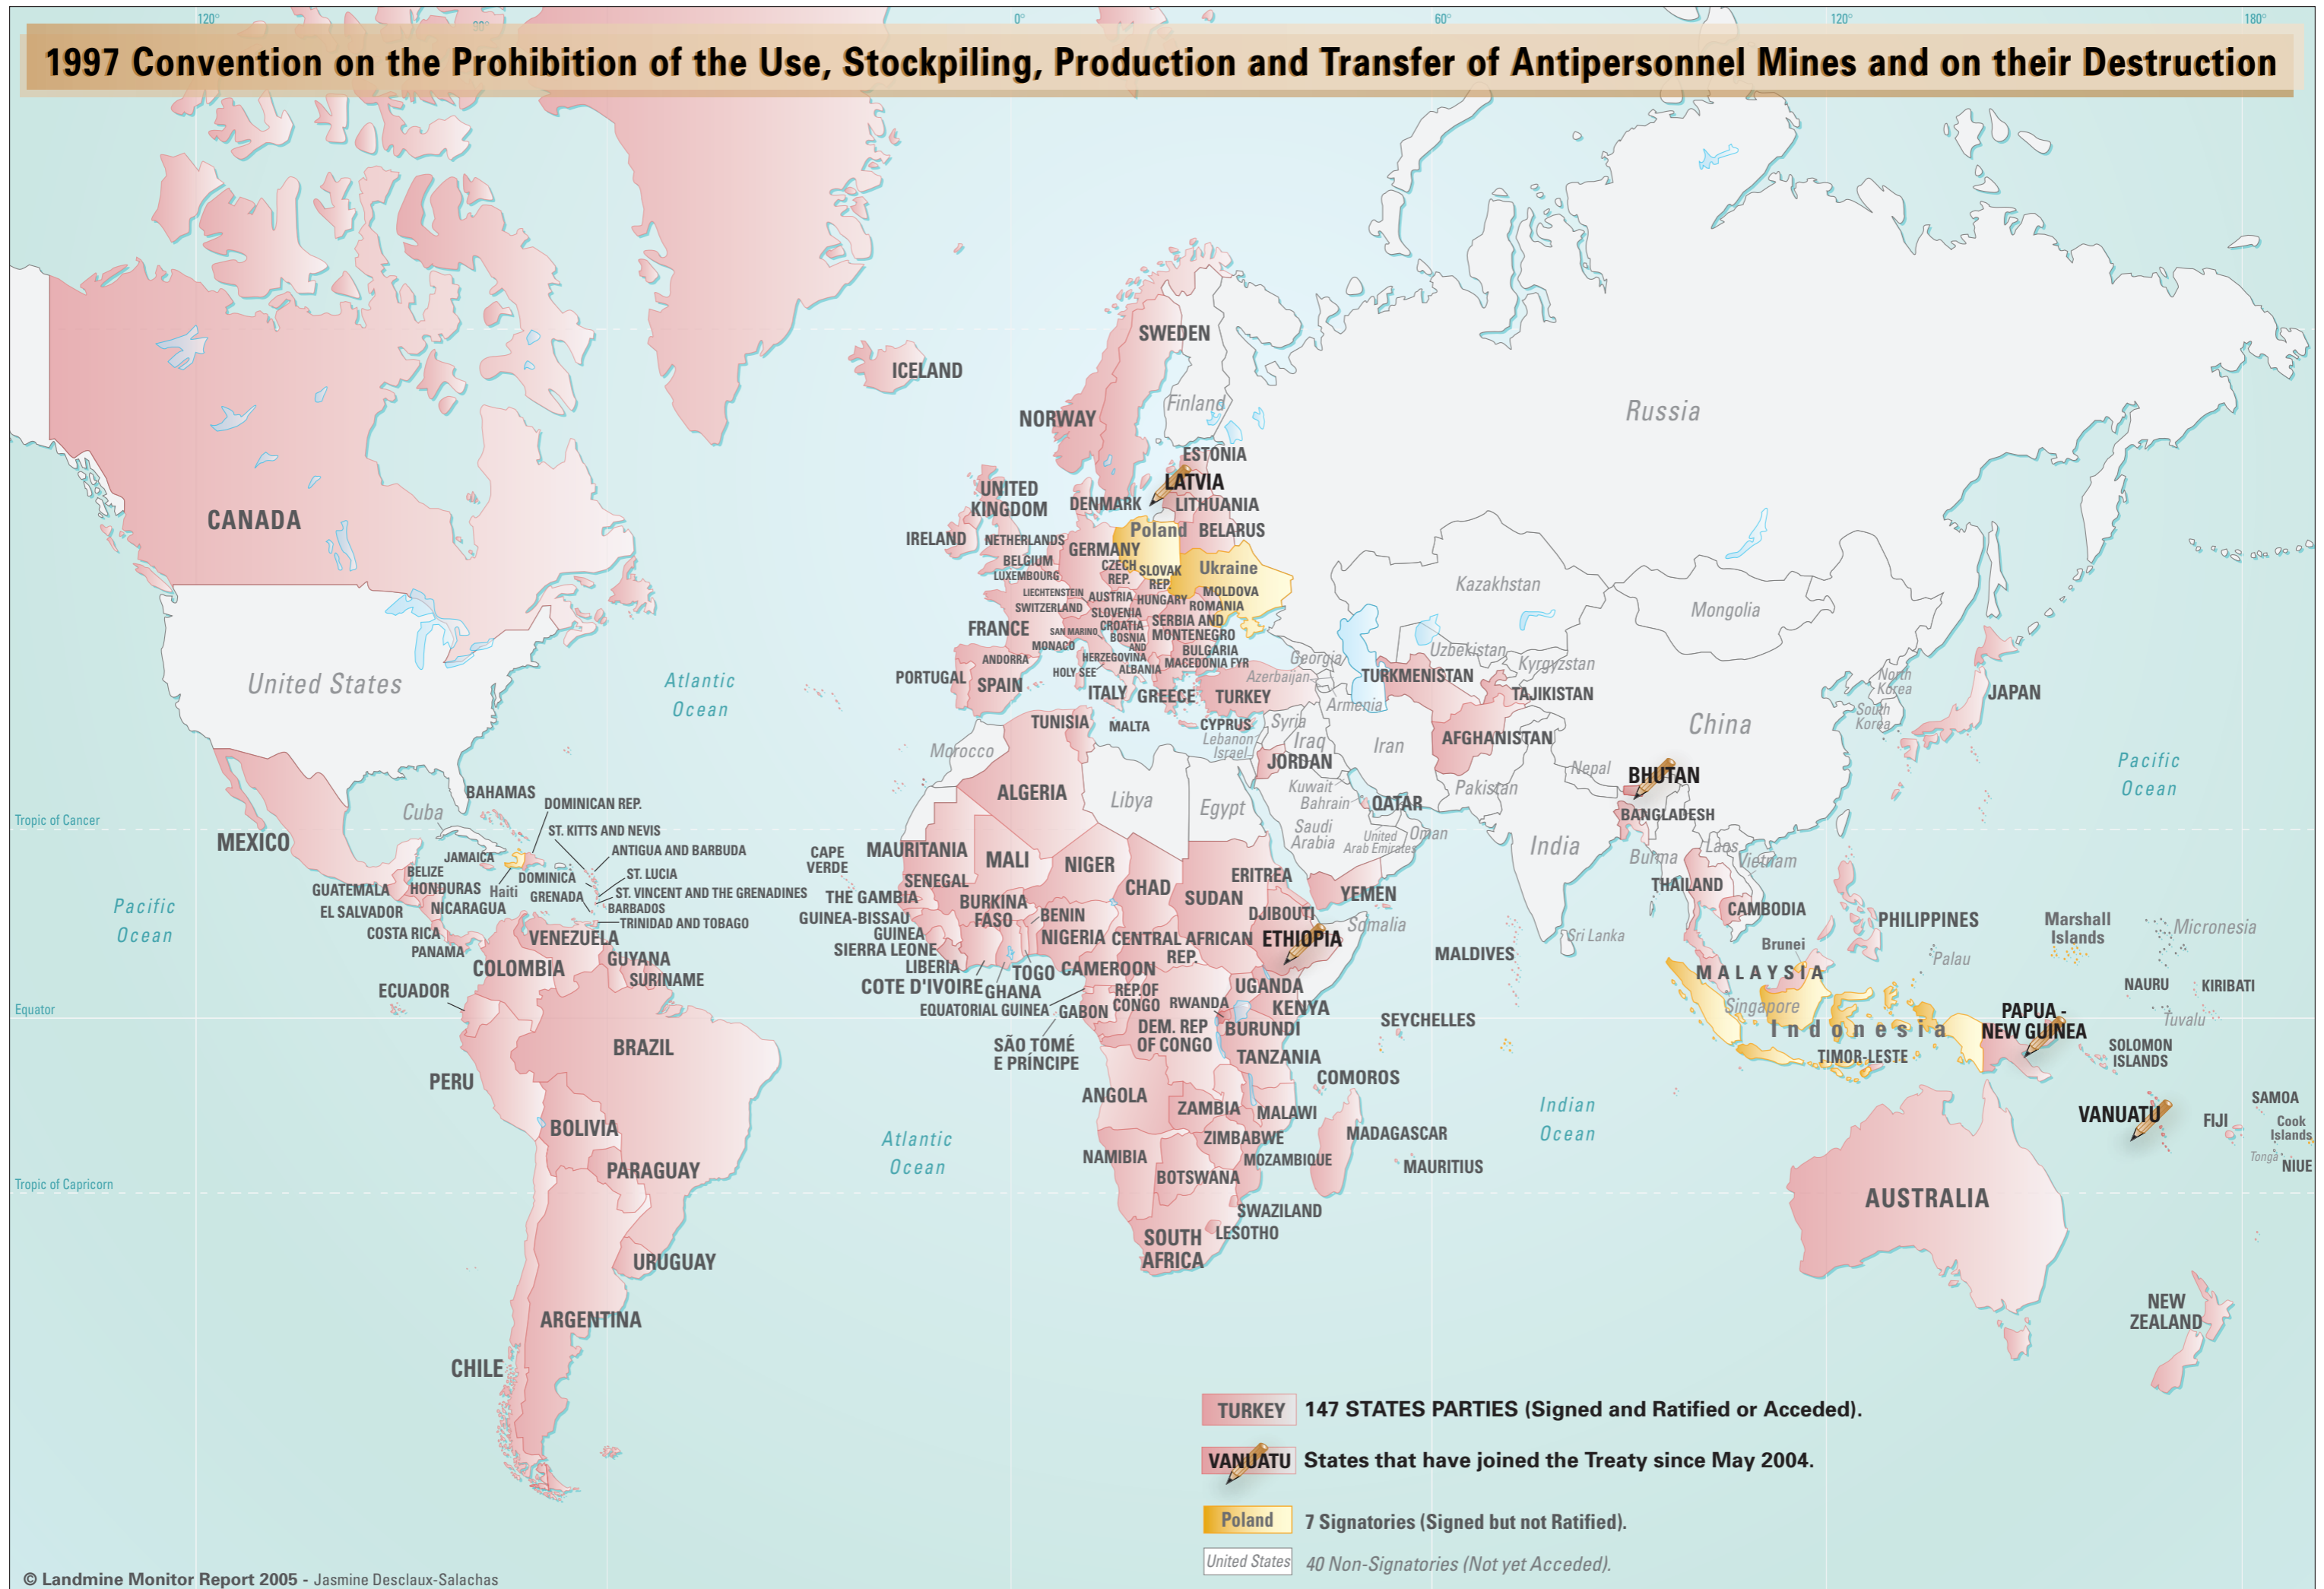 120°
80°
0°
60°
120°
180°
1997 Convention on the Prohibition of the Use, Stockpiling, Production and Transfer of Antipersonnel Mines and on their Destruction
SWEDEN
ICELAND
Finland
NORWAY
Russia
ESTONIA
LATVIA
UNITED
KINGDOM
DENMARK
LITHUANIA
CANADA
IRELAND
NETHERLANDS
Poland
BELARUS
GERMANY
BELGIUM
CZECH
REP.
SLOVAK
REP.
Ukraine
LUXEMBOURG
LIECHTENSTEIN
AUSTRIA
HUNGARY
MOLDOVA
SWITZERLAND
SLOVENIA
ROMANIA
Kazakhstan
Mongolia
FRANCE
SAN MARINO
CROATIA
BOSNIA
AND
HERZEGOVINA
SERBIA AND
MONTENEGRO
MONACO
BULGARIA
ANDORRA
HOLY SEE
ALBANIA
MACEDONIA FYR
Georgia
Azerbaijan
Armenia
Uzbekistan
Kyrgyzstan
PORTUGAL
SPAIN
ITALY
GREECE
TURKEY
TURKMENISTAN
TAJIKISTAN
North
Korea
South
Korea
JAPAN
United States
Atlantic
Ocean
TUNISIA
MALTA
CYPRUS
Lebanon
Israel
Syria
Iraq
Iran
AFGHANISTAN
China
Morocco
JORDAN
Pacific
Ocean
ALGERIA
Libya
Egypt
Kuwait
Bahrain
QATAR
Pakistan
Nepal
BHUTAN
BANGLADESH
Tropic of Cancer
MEXICO
Cuba
BAHAMAS
DOMINICAN REP.
ST. KITTS AND NEVIS
ANTIGUA AND BARBUDA
JAMAICA
BELIZE
DOMINICA
ST. LUCIA
GUATEMALA
HONDURAS
Haiti
GRENADA
ST. VINCENT AND THE GRENADINES
EL SALVADOR
NICARAGUA
BARBADOS
TRINIDAD AND TOBAGO
COSTA RICA
PANAMA
VENEZUELA
GUYANA
COLOMBIA
SURINAME
ECUADOR
Pacific
Ocean
CAPE
VERDE
MAURITANIA
MALI
NIGER
CHAD
SUDAN
ERITREA
Saudi
Arabia
United
Arab Emirates
Oman
YEMEN
India
Burma
Laos
Vietnam
THAILAND
CAMBODIA
SENEGAL
THE GAMBIA
GUINEA-BISSAU
GUINEA
SIERRA LEONE
LIBERIA
COTE D'IVOIRE
BURKINA
FASO
BENIN
NIGERIA
TOGO
GHANA
CAMEROON
CENTRAL AFRICAN
REP.
DJIBOUTI
ETHIOPIA
Somalia
Sri Lanka
MALDIVES
PHILIPPINES
Marshall
Islands
Micronesia
Brunei
Palau
MALAYSIA
Singapore
Indonesia
NAURU
KIRIBATI
Tuvalu
PAPUA -
NEW GUINEA
SOLOMON
ISLANDS
TIMOR-LESTE
Equator
EQUATORIAL GUINEA
GABON
REP.OF
CONGO
RWANDA
UGANDA
KENYA
BURUNDI
DEM. REP
OF CONGO
SÃO TOMÉ
E PRÍNCIPE
TANZANIA
SEYCHELLES
COMOROS
BRAZIL
PERU
ANGOLA
ZAMBIA
MALAWI
Indian
Ocean
VANUATU
FIJI
SAMOA
Cook
Islands
Tonga
NIUE
BOLIVIA
Atlantic
Ocean
ZIMBABWE
MADAGASCAR
NAMIBIA
MOZAMBIQUE
MAURITIUS
BOTSWANA
PARAGUAY
Tropic of Capricorn
AUSTRALIA
SWAZILAND
LESOTHO
SOUTH
AFRICA
URUGUAY
ARGENTINA
CHILE
NEW
ZEALAND
TURKEY
147 STATES PARTIES (Signed and Ratified or Acceded).
VANUATU
States that have joined the Treaty since May 2004.
Poland
7 Signatories (Signed but not Ratified).
United States
40 Non-Signatories (Not yet Acceded).
© Landmine Monitor Report 2005 - Jasmine Desclaux-Salachas